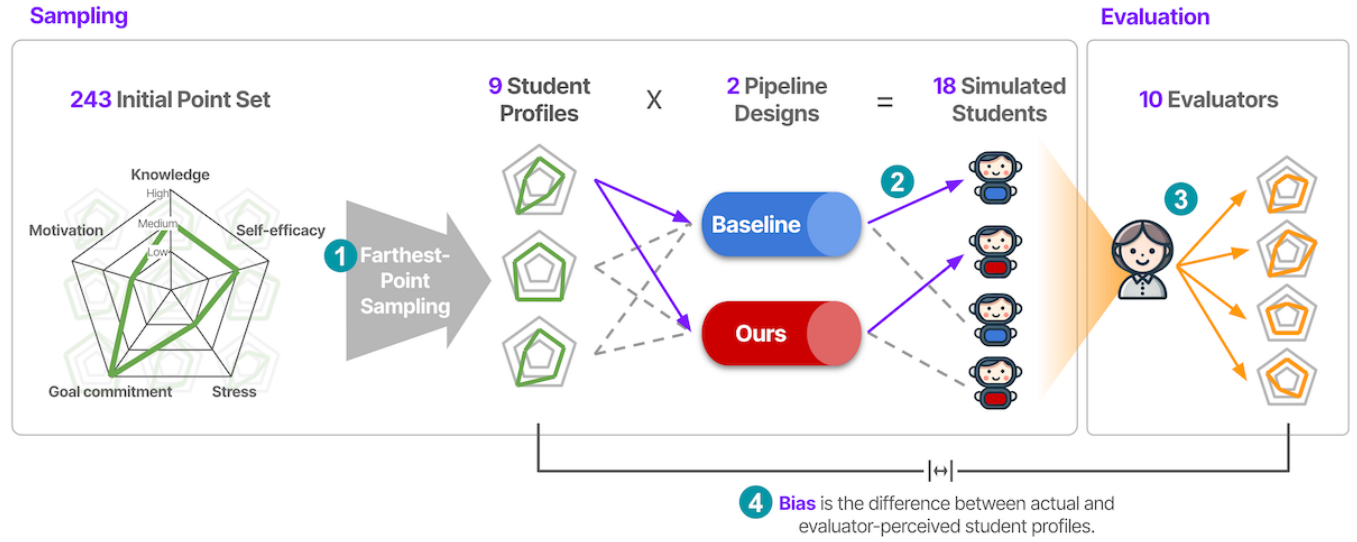 Sampling
Evaluation
243 Initial Point Set
9 Student
Profiles
X
2 Pipeline
Designs
=
18 Simulated
Students
10 Evaluators
Knowledge
High
Medium
Low
Motivation
Self-efficacy
Goal commitment
Stress
1
Farthest-
Point
Sampling
Baseline
Ours
2
3
|↔|
4 Bias is the difference between actual and
evaluator-perceived student profiles.